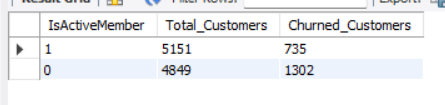 Result Grid Filter Rows: Export:
IsActiveMember Total_Customers Churned_Customers
1 5151 735
0 4849 1302